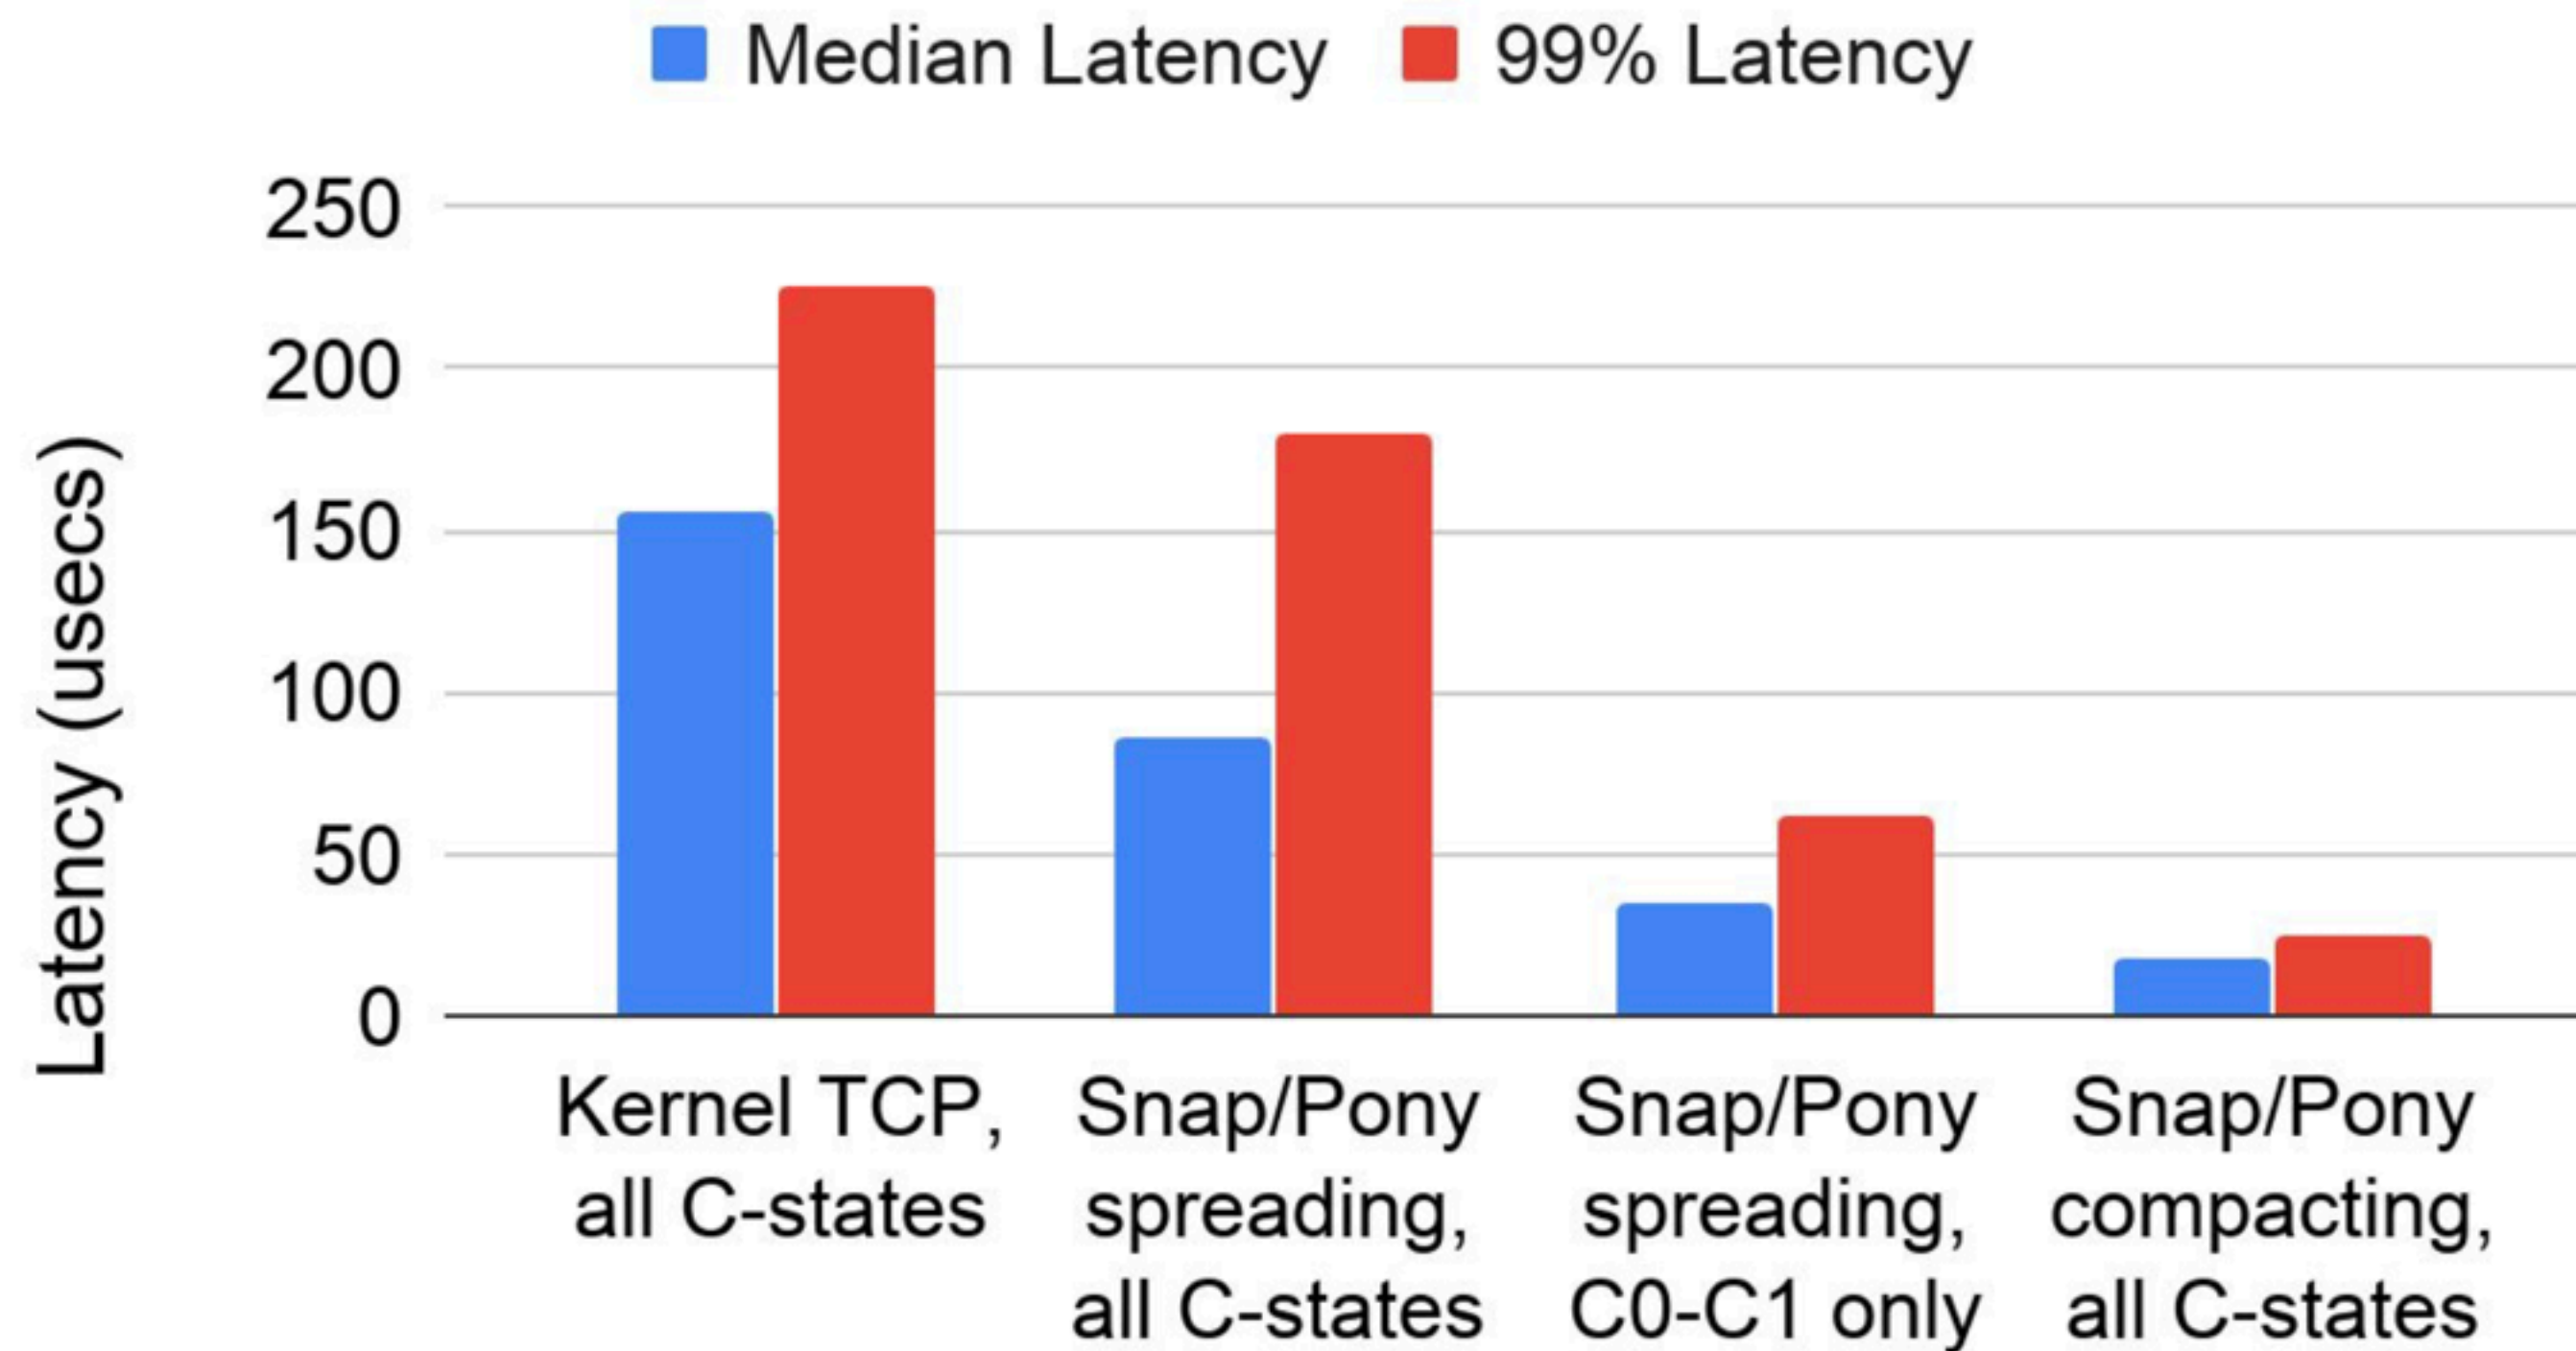 Median Latency 99% Latency
250
200
150
100
50
0
Latency (usecs)
Kernel TCP,
all C-states
Snap/Pony
spreading,
all C-states
Snap/Pony
spreading,
C0-C1 only
Snap/Pony
compacting,
all C-states